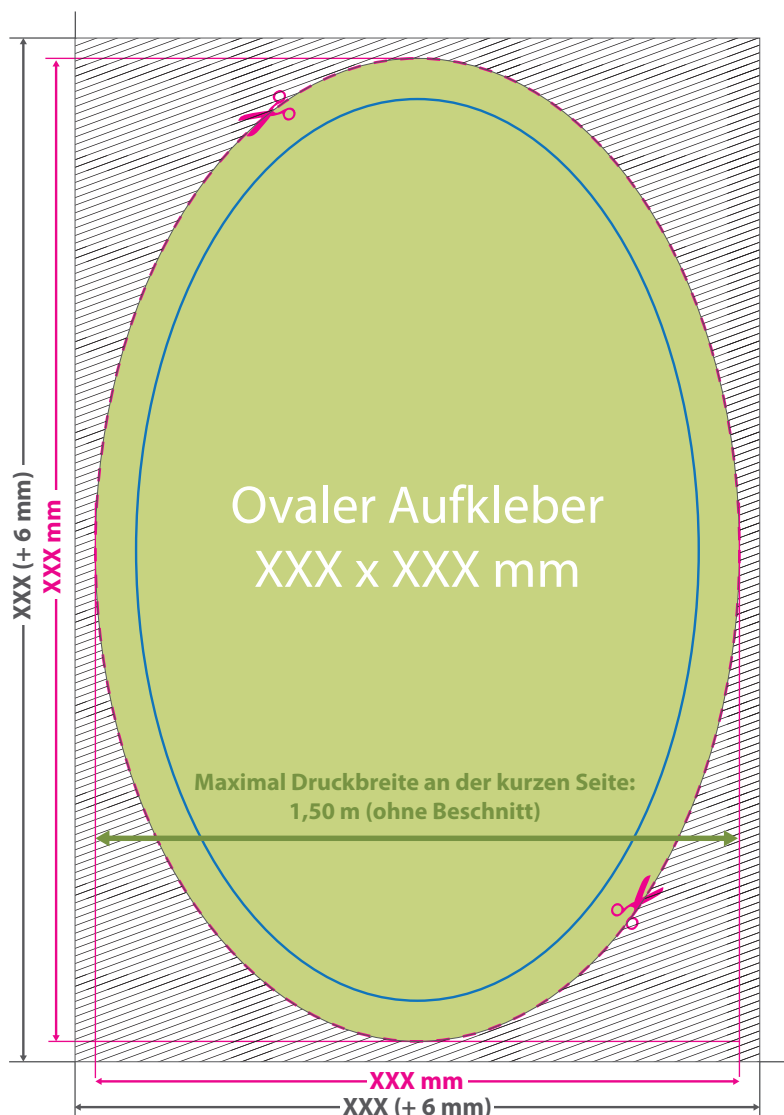 XXX (+ 6 mm)
XXX mm
Ovaler Aufkleber
XXX x XXX mm
Maximal Druckbreite an der kurzen Seite:
1,50 m (ohne Beschnitt)
XXX mm
XXX (+ 6 mm)